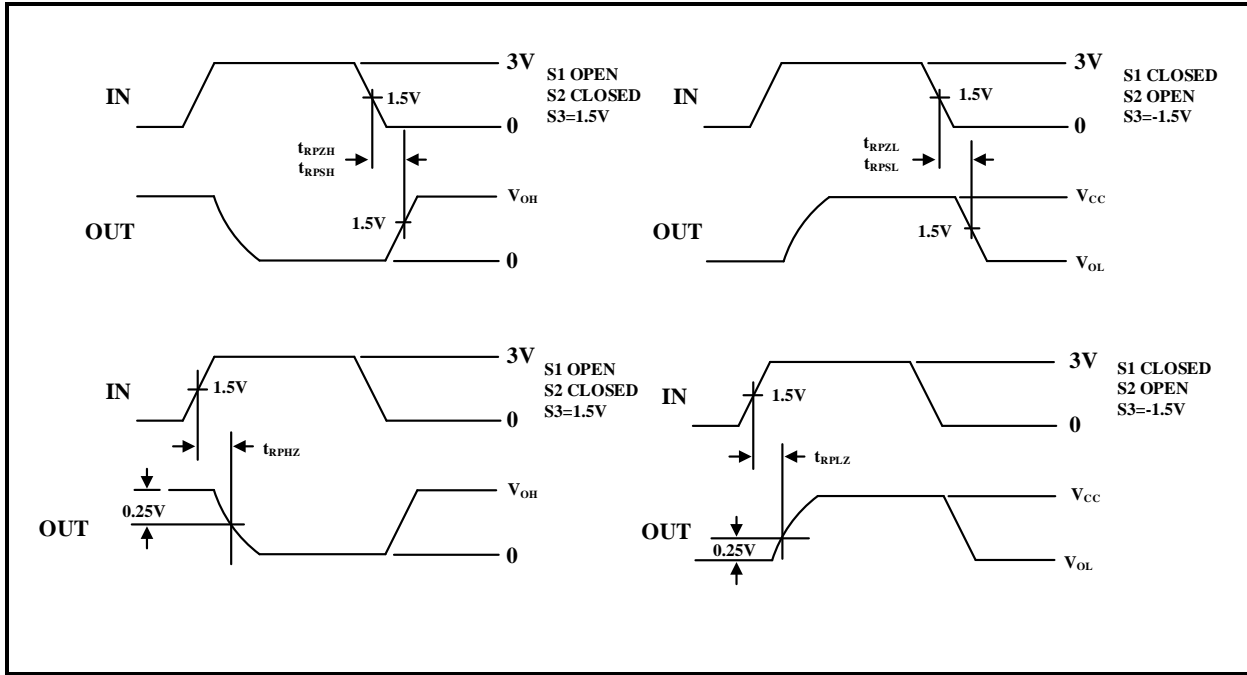 3V
S1 OPEN
S2 CLOSED
S3=1.5V
IN
1.5V
0
tRPZH
tRPSH
VOH
OUT
1.5V
0
3V
S1 CLOSED
S2 OPEN
S3=-1.5V
IN
1.5V
0
tRPZL
tRPSL
VCC
OUT
1.5V
VOL
3V
S1 OPEN
S2 CLOSED
S3=1.5V
IN
1.5V
0
tRPHZ
VOH
0.25V
OUT
0
3V
S1 CLOSED
S2 OPEN
S3=-1.5V
IN
1.5V
0
tRPLZ
VCC
OUT
0.25V
VOL